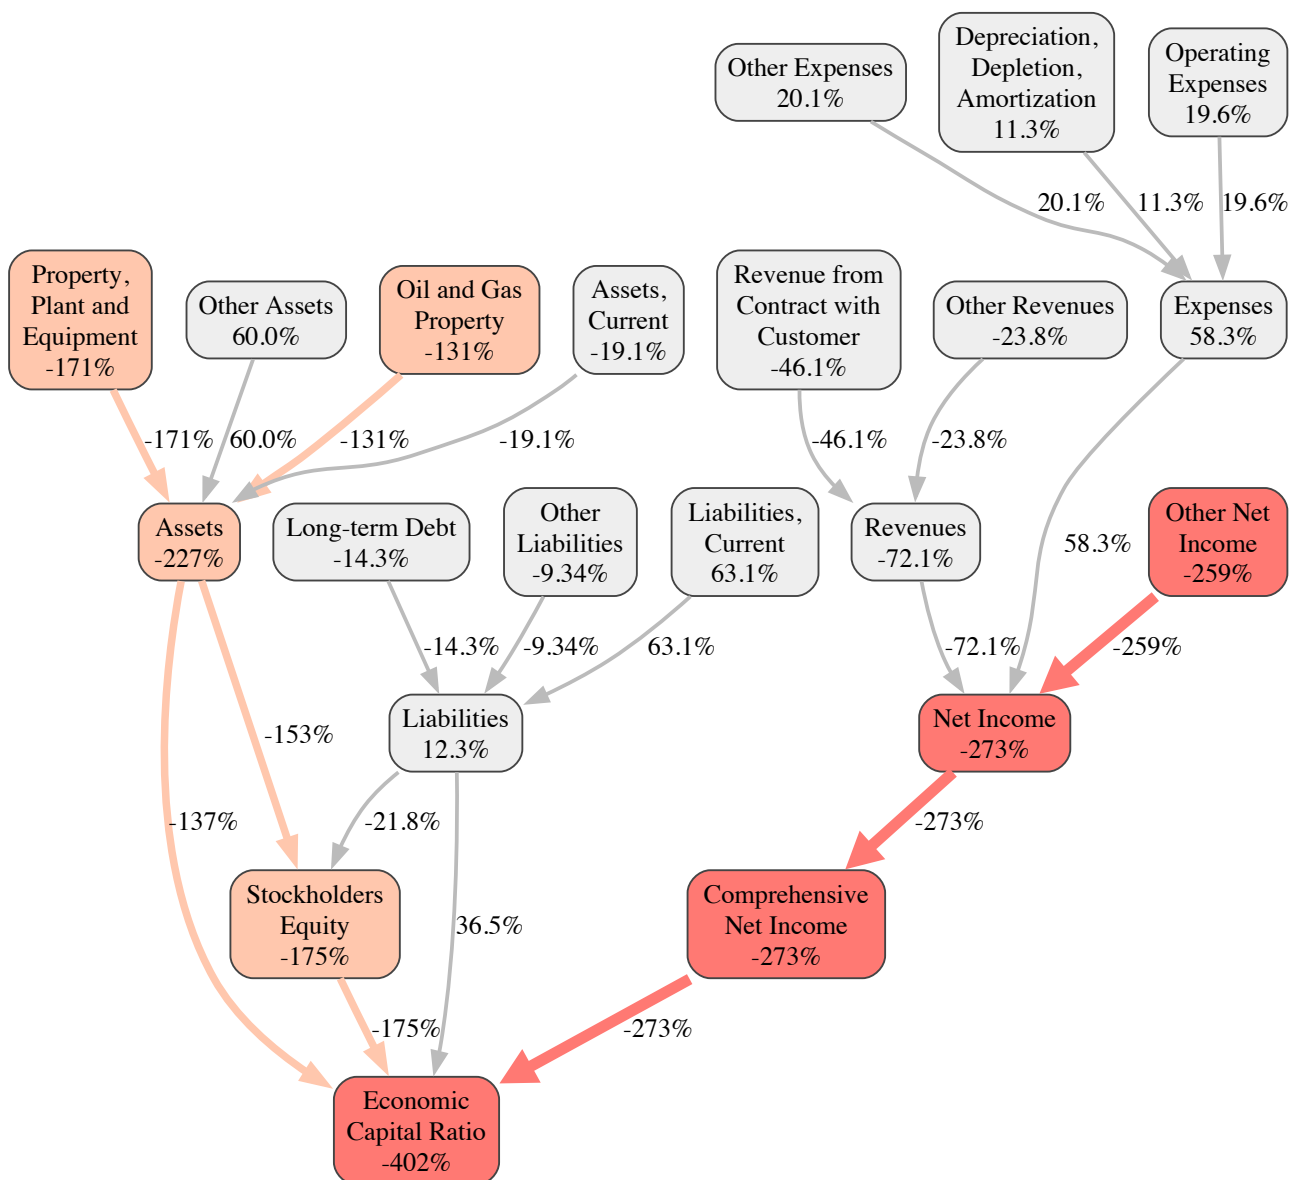 Depreciation,
Depletion,
Amortization
11.3%
Other Expenses
20.1%
Operating
Expenses
19.6%
20.1%
11.3%
19.6%
Property,
Plant and
Equipment
-171%
Other Assets
60.0%
Oil and Gas
Property
-131%
Assets,
Current
-19.1%
Revenue from
Contract with
Customer
-46.1%
Other Revenues
-23.8%
Expenses
58.3%
-171%
60.0%
-131%
-19.1%
-46.1%
-23.8%
58.3%
Assets
-227%
Long-term Debt
-14.3%
Other
Liabilities
-9.34%
Liabilities,
Current
63.1%
Revenues
-72.1%
Other Net
Income
-259%
-14.3%
-9.34%
63.1%
-72.1%
-259%
-153%
Liabilities
12.3%
Net Income
-273%
-137%
-21.8%
-273%
Stockholders
Equity
-175%
36.5%
Comprehensive
Net Income
-273%
-175%
-273%
Economic
Capital Ratio
-402%